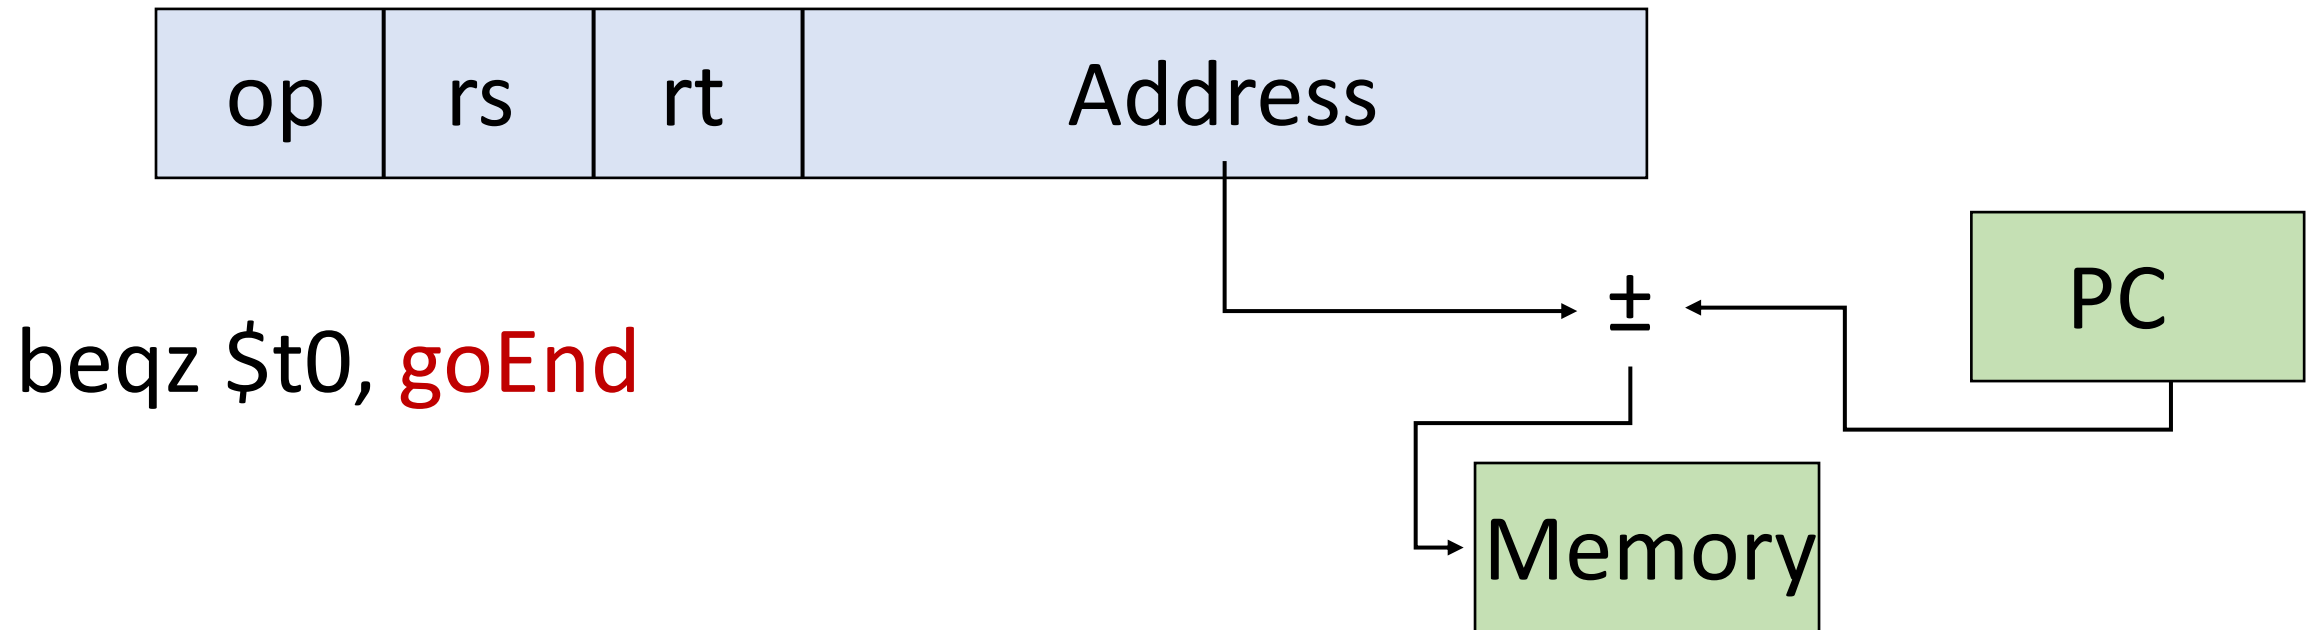 op rs rt Address
PC
±
beqz $t0, goEnd
Memory